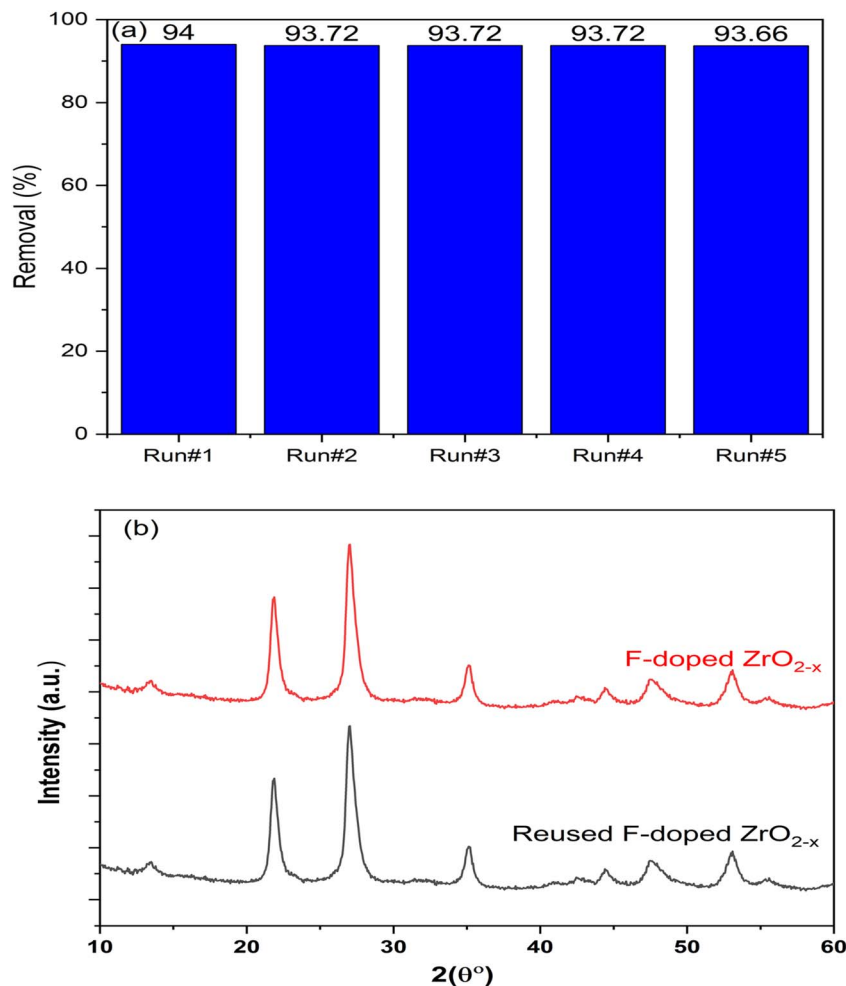 (a)
94 93.72 93.72 93.72 93.66
100
80
60
40
20
0
Removal (%)
Run#1 Run#2 Run#3 Run#4 Run#5
(b)
F-doped ZrO₂₋ₓ
Reused F-doped ZrO₂₋ₓ
Intensity (a.u.)
10 20 30 40 50 60
2(θ°)